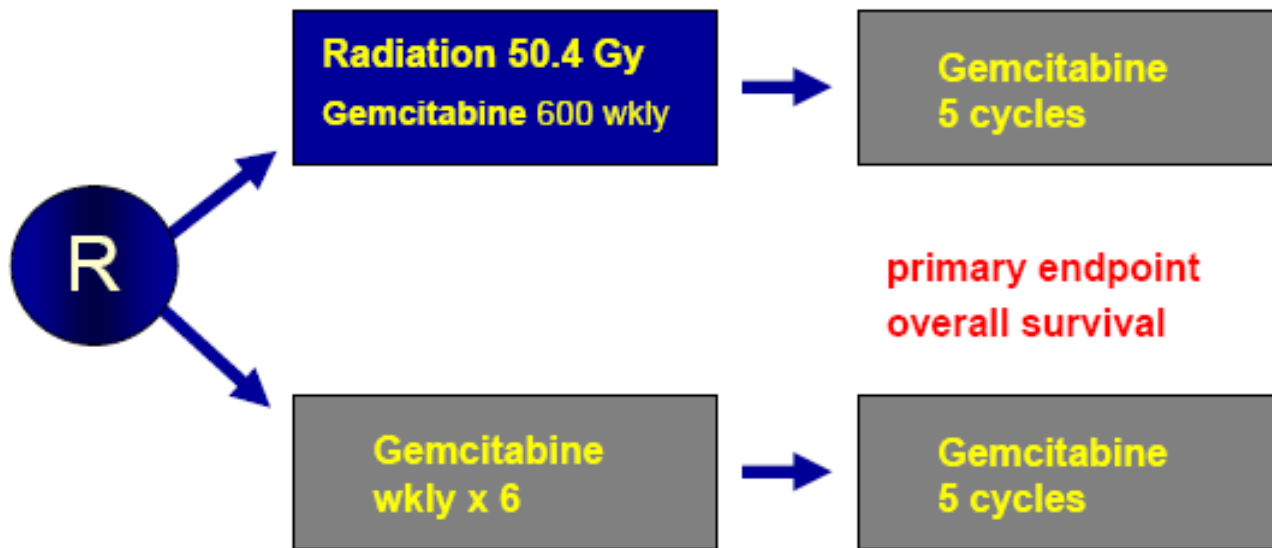 Radiation 50.4 Gy
Gemcitabine 600 wkly
Gemcitabine
5 cycles
R
primary endpoint
overall survival
Gemcitabine
wkly x 6
Gemcitabine
5 cycles